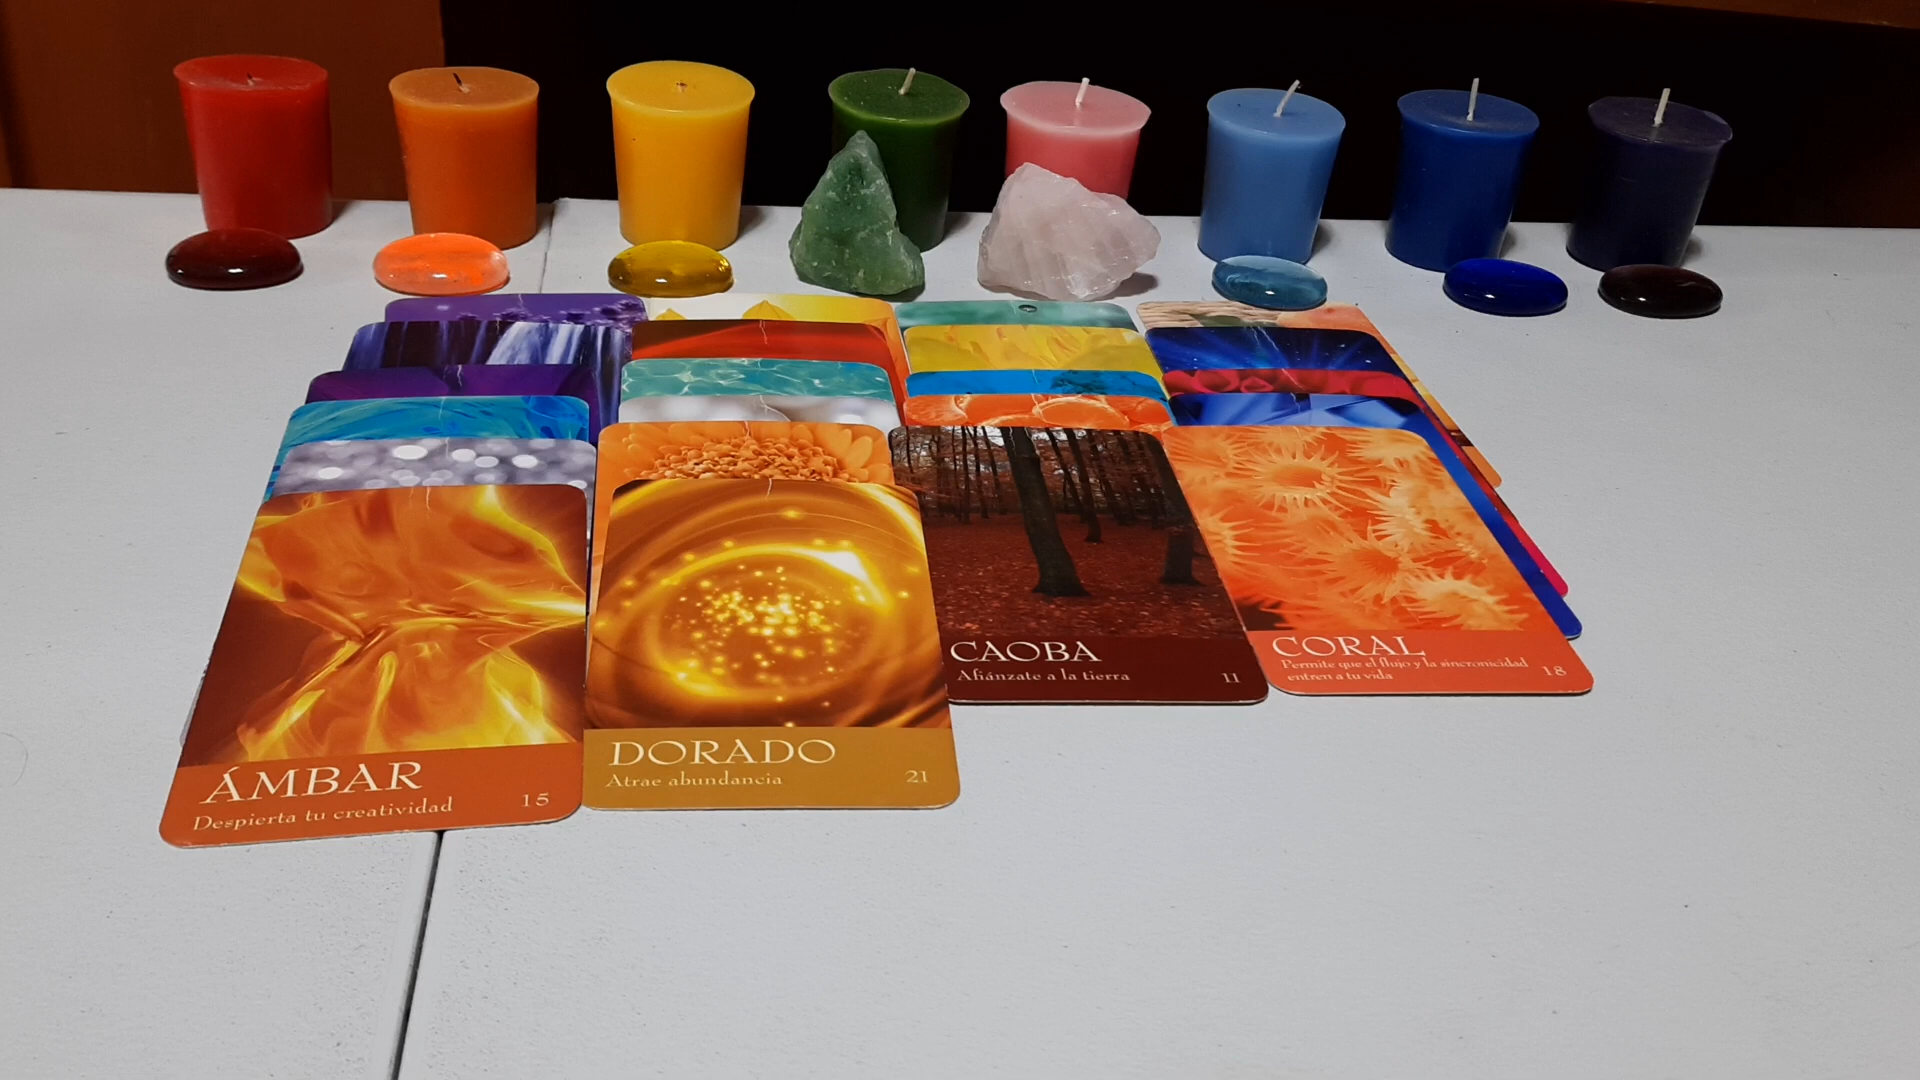 ÁMBAR
Despierta tu creatividad
15
DORADO
Atrae abundancia
21
CAOBA
Afiánzate a la tierra
11
CORAL
Permite que el flujo y la sincronicidad
entren a tu vida
18